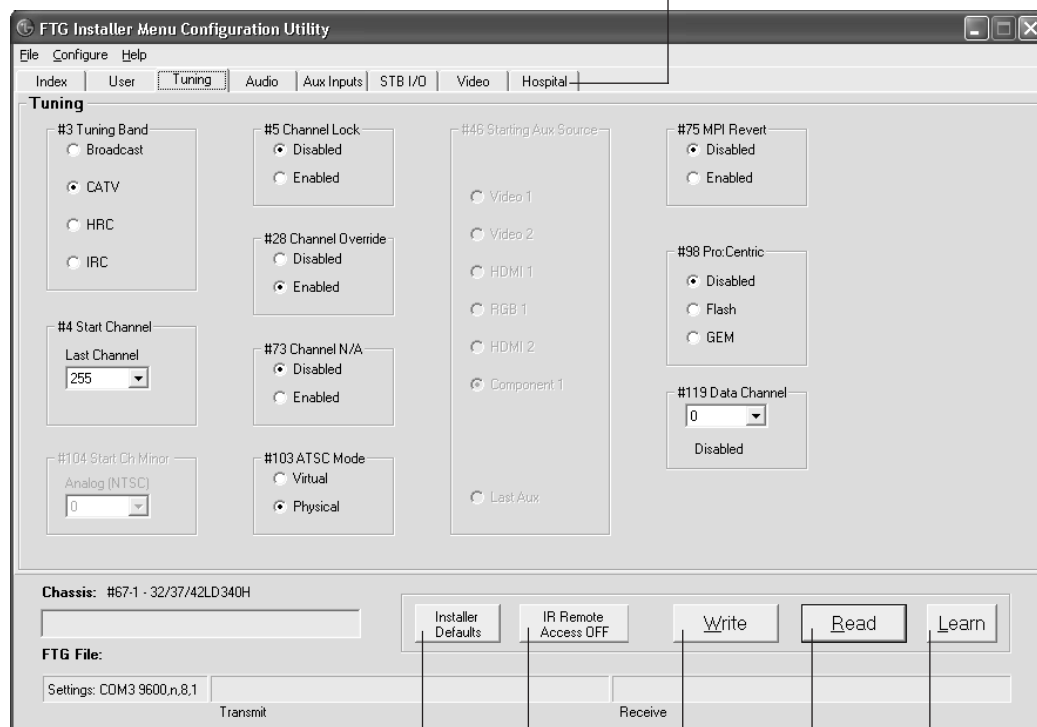 FTG Installer Menu Configuration Utility
File Configure Help
Index User Tuning Audio Aux Inputs STB I/O Video Hospital
Tuning
#3 Tuning Band
Broadcast
CATV
HRC
IRC
#4 Start Channel
Last Channel
255
#104 Start Ch Minor
Analog (NTSC)
0
#5 Channel Lock
Disabled
Enabled
#28 Channel Override
Disabled
Enabled
#73 Channel N/A
Disabled
Enabled
#103 ATSC Mode
Virtual
Physical
#46 Starting Aux Source
Video 1
Video 2
HDMI 1
RGB 1
HDMI 2
Component 1
Last Aux
#75 MPI Revert
Disabled
Enabled
#98 Pro:Centric
Disabled
Flash
GEM
#119 Data Channel
0
Disabled
Chassis: #67-1 - 32/37/42LD340H
Installer
Defaults
IR Remote
Access OFF
Write
Read
Learn
FTG File:
Settings: COM3 9600,n,8,1
Transmit
Receive